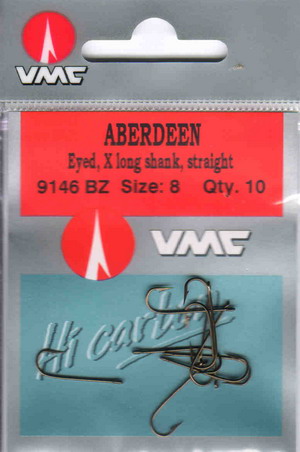 VMC
ABERDEEN
Eyed, X long shank, straight
9146 BZ Size: 8 Qty. 10
VMC
Hi carbon